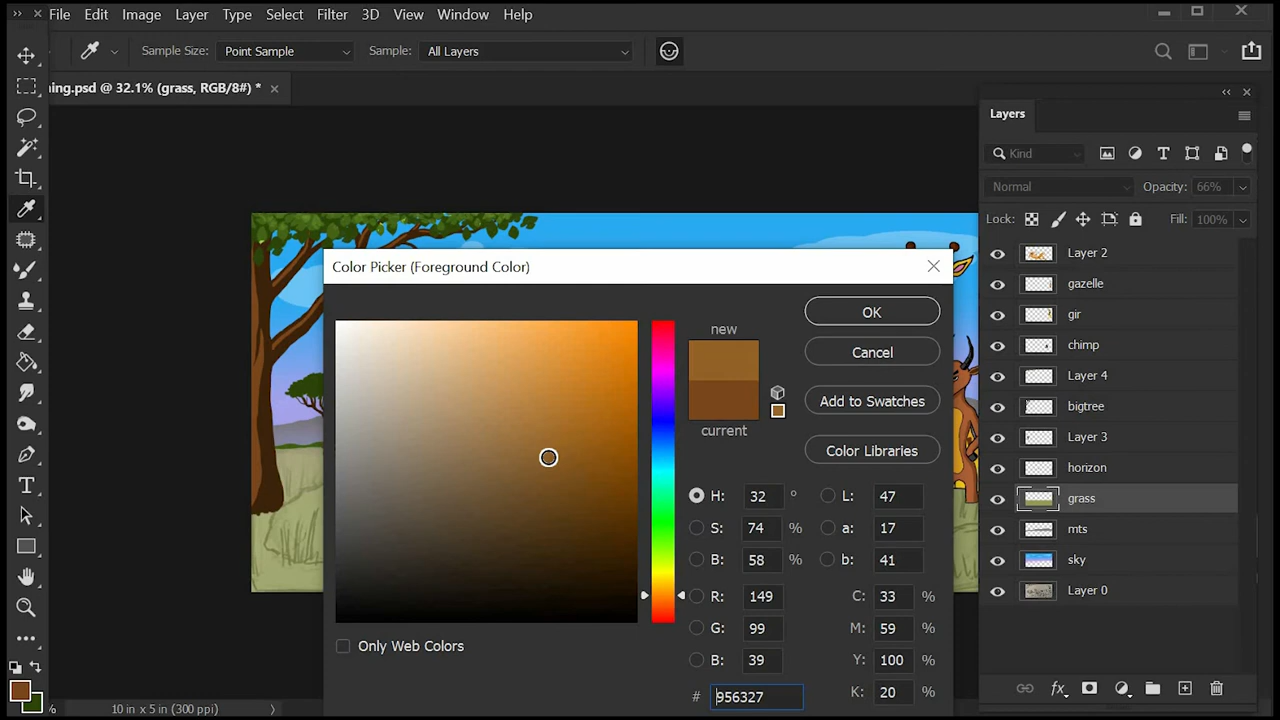 File Edit Image Layer Type Select Filter 3D View Window Help
Sample Size: Point Sample Sample: All Layers
ning.psd @ 32.1% (grass, RGB/8#) *
Layers
Kind
Normal Opacity: 66%
Lock: Fill: 100%
Layer 2
gazelle
gir
chimp
Layer 4
bigtree
Layer 3
horizon
grass
mts
sky
Layer 0
Color Picker (Foreground Color)
new
current
OK
Cancel
Add to Swatches
Color Libraries
H: 32 ° L: 47
S: 74 % a: 17
B: 58 % b: 41
R: 149 C: 33 %
G: 99 M: 59 %
B: 39 Y: 100 %
# 956327 K: 20 %
Only Web Colors
% 10 in x 5 in (300 ppi)